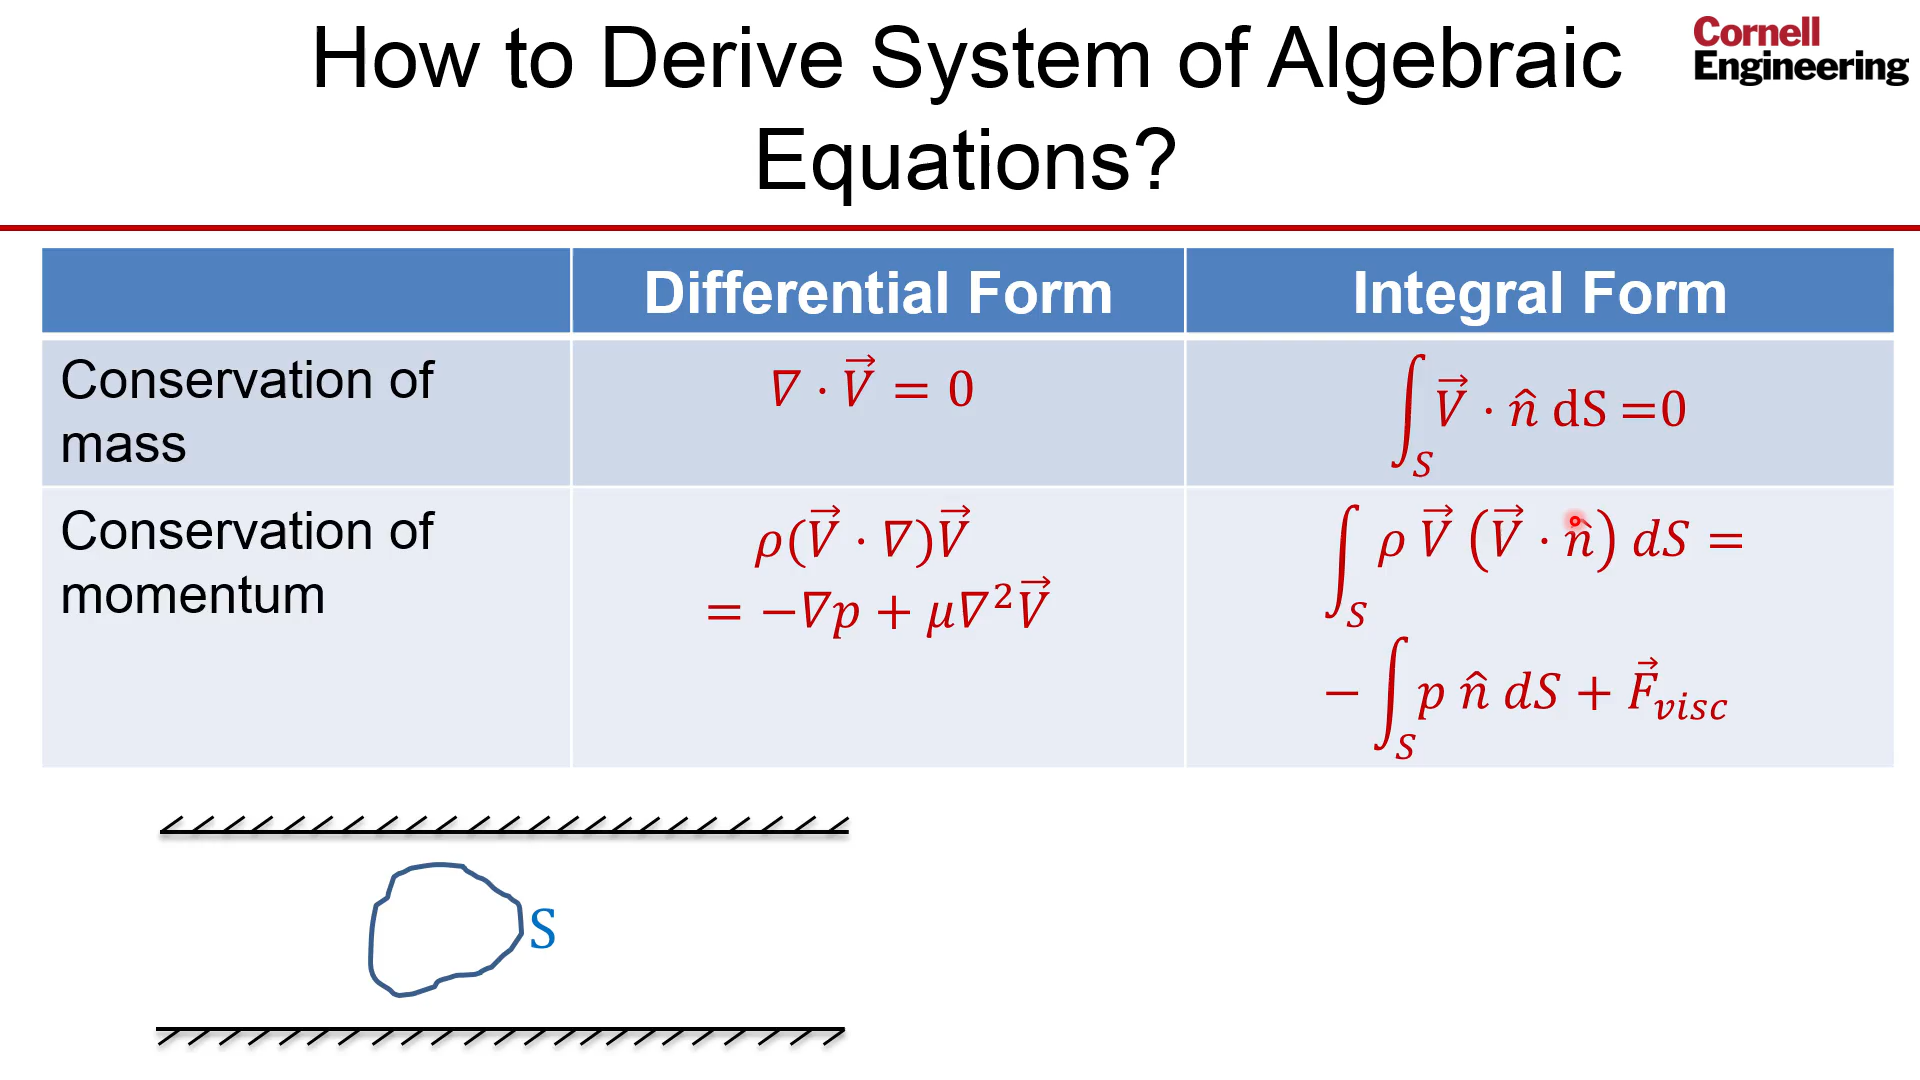 How to Derive System of Algebraic
Equations?
Cornell
Engineering
Differential Form
Integral Form
Conservation of
mass
∇ · V⃗ = 0
∫_S V⃗ · n̂ dS =0
Conservation of
momentum
ρ(V⃗ · ∇)V⃗
= −∇p + μ∇²V⃗
∫_S ρ V⃗ (V⃗ · n̂) dS =
− ∫_S p n̂ dS + F⃗_visc
S